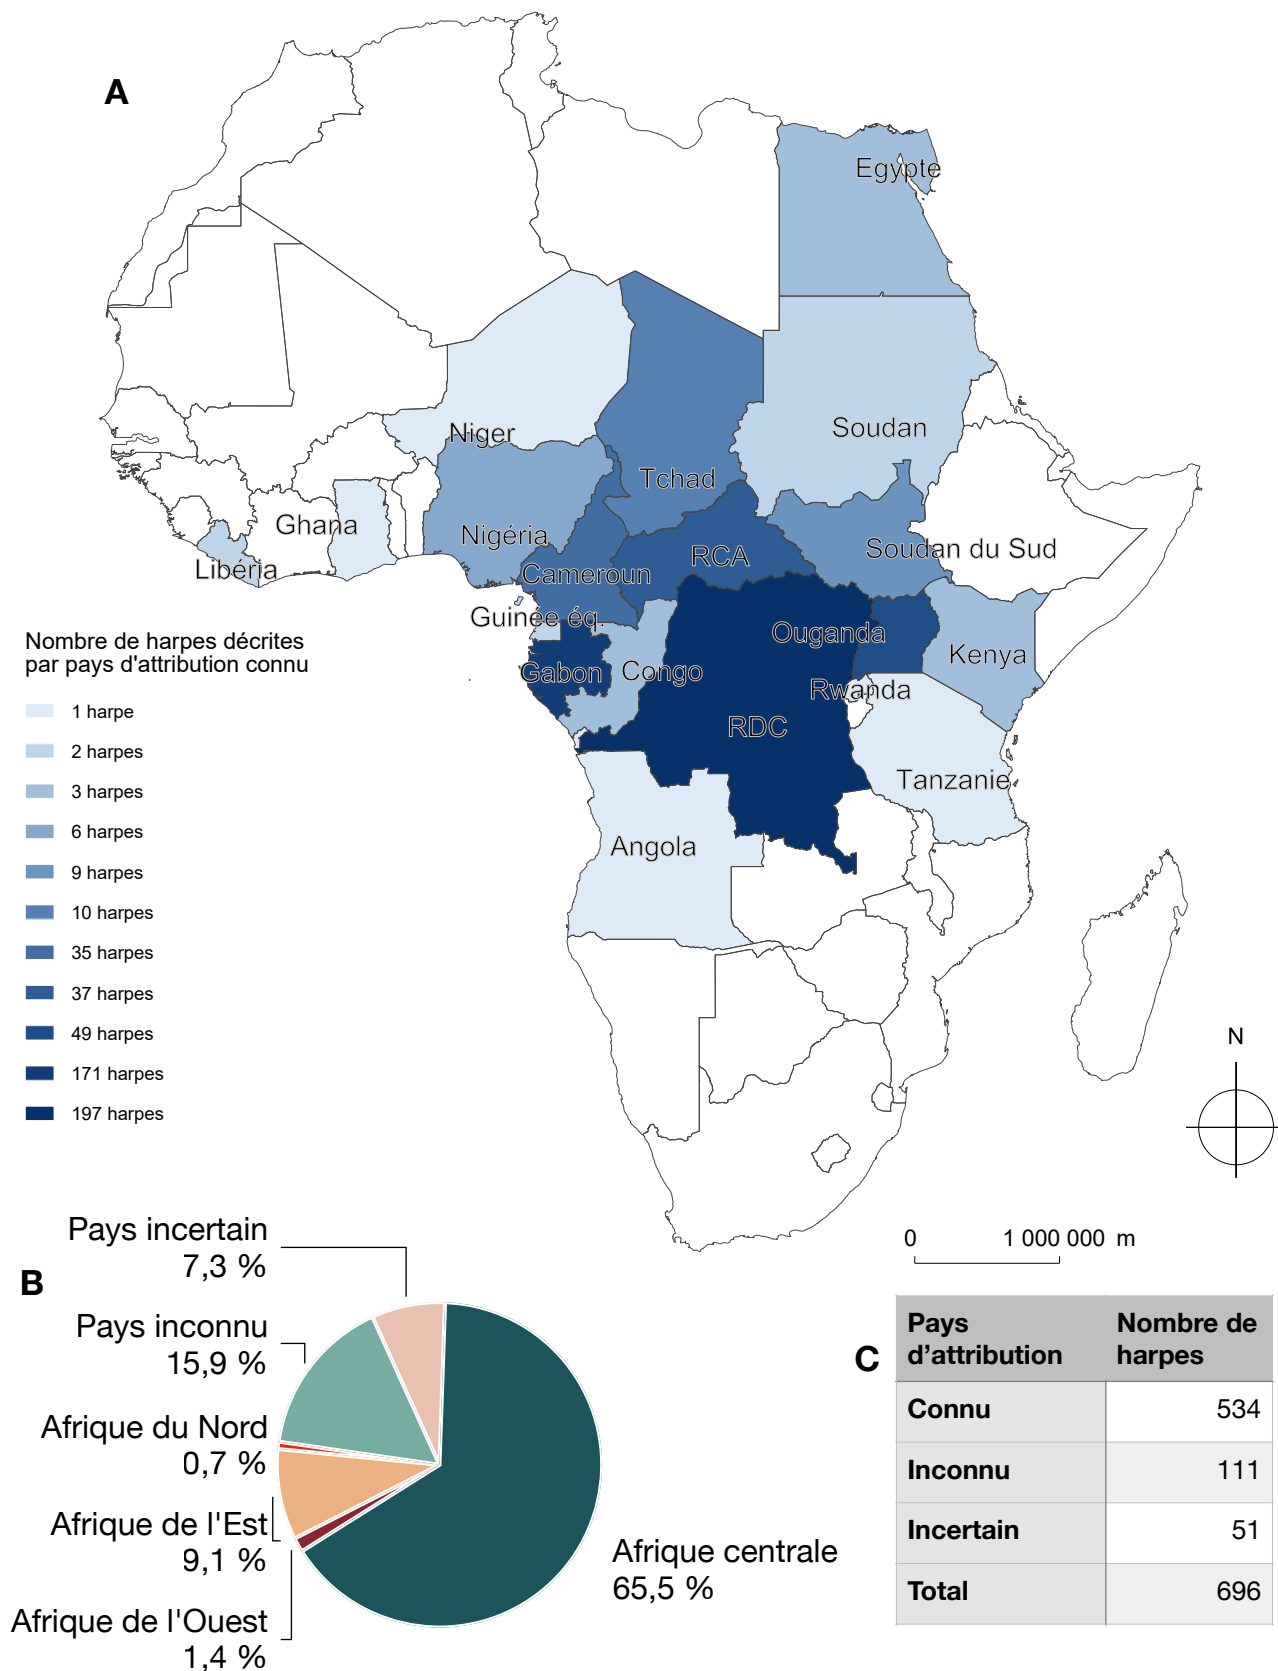 A
Egypte
Niger
Soudan
Tchad
Ghana
Nigéria
RCA
Soudan du Sud
Libéria
Cameroun
Guinée éq.
Ouganda
Kenya
Gabon
Congo
Rwanda
RDC
Tanzanie
Angola
Nombre de harpes décrites
par pays d'attribution connu
1 harpe
2 harpes
3 harpes
6 harpes
9 harpes
10 harpes
35 harpes
37 harpes
49 harpes
171 harpes
197 harpes
N
0 1 000 000 m
B
Pays incertain
7,3 %
Pays inconnu
15,9 %
Afrique du Nord
0,7 %
Afrique de l'Est
9,1 %
Afrique de l'Ouest
1,4 %
Afrique centrale
65,5 %
C
Pays d’attribution Nombre de harpes
Connu 534
Inconnu 111
Incertain 51
Total 696